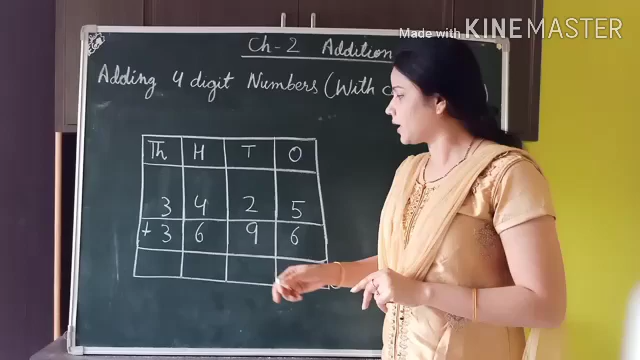 Made with KINEMASTER
Ch-2 Addition
Adding 4 digit Numbers (With
Th H T O
3 4 2 5
+ 3 6 9 6